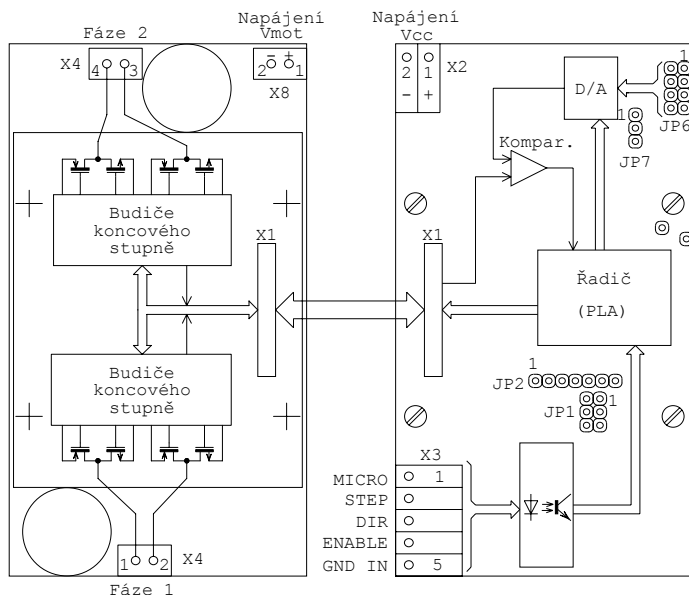 Fáze 2
Napájení
Vmot
Napájení
Vcc
X4
4 3
- +
2 1
X8
2 1
- +
X2
D/A
1
JP6
1
JP7
Kompar.
Budiče
koncového
stupně
X1
X1
Řadič
(PLA)
Budiče
koncového
stupně
1
JP2
JP1
1
X3
MICRO 1
STEP
DIR
ENABLE
GND IN 5
1 2
X4
Fáze 1